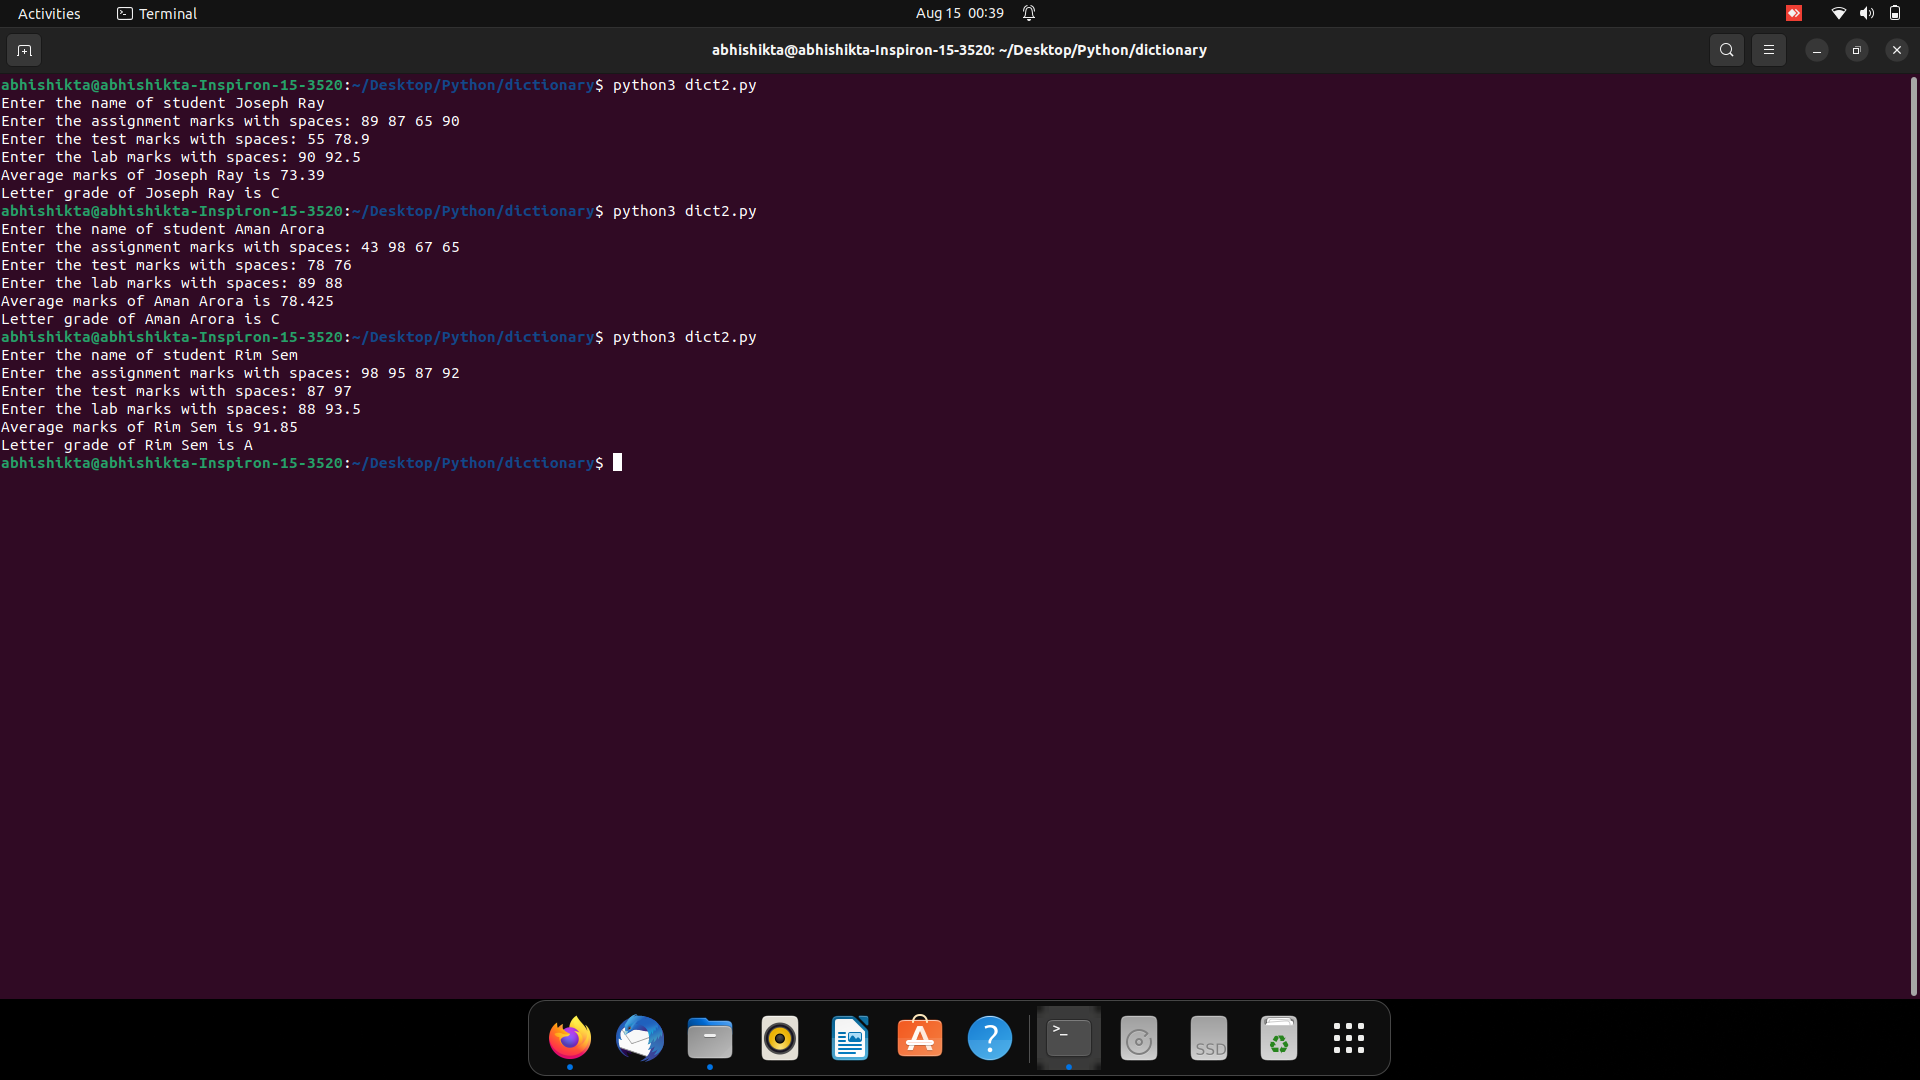 Activities
Terminal
Aug 15 00:39
abhishikta@abhishikta-Inspiron-15-3520: ~/Desktop/Python/dictionary
abhishikta@abhishikta-Inspiron-15-3520:~/Desktop/Python/dictionary$ python3 dict2.py
Enter the name of student Joseph Ray
Enter the assignment marks with spaces: 89 87 65 90
Enter the test marks with spaces: 55 78.9
Enter the lab marks with spaces: 90 92.5
Average marks of Joseph Ray is 73.39
Letter grade of Joseph Ray is C
abhishikta@abhishikta-Inspiron-15-3520:~/Desktop/Python/dictionary$ python3 dict2.py
Enter the name of student Aman Arora
Enter the assignment marks with spaces: 43 98 67 65
Enter the test marks with spaces: 78 76
Enter the lab marks with spaces: 89 88
Average marks of Aman Arora is 78.425
Letter grade of Aman Arora is C
abhishikta@abhishikta-Inspiron-15-3520:~/Desktop/Python/dictionary$ python3 dict2.py
Enter the name of student Rim Sem
Enter the assignment marks with spaces: 98 95 87 92
Enter the test marks with spaces: 87 97
Enter the lab marks with spaces: 88 93.5
Average marks of Rim Sem is 91.85
Letter grade of Rim Sem is A
abhishikta@abhishikta-Inspiron-15-3520:~/Desktop/Python/dictionary$
SSD